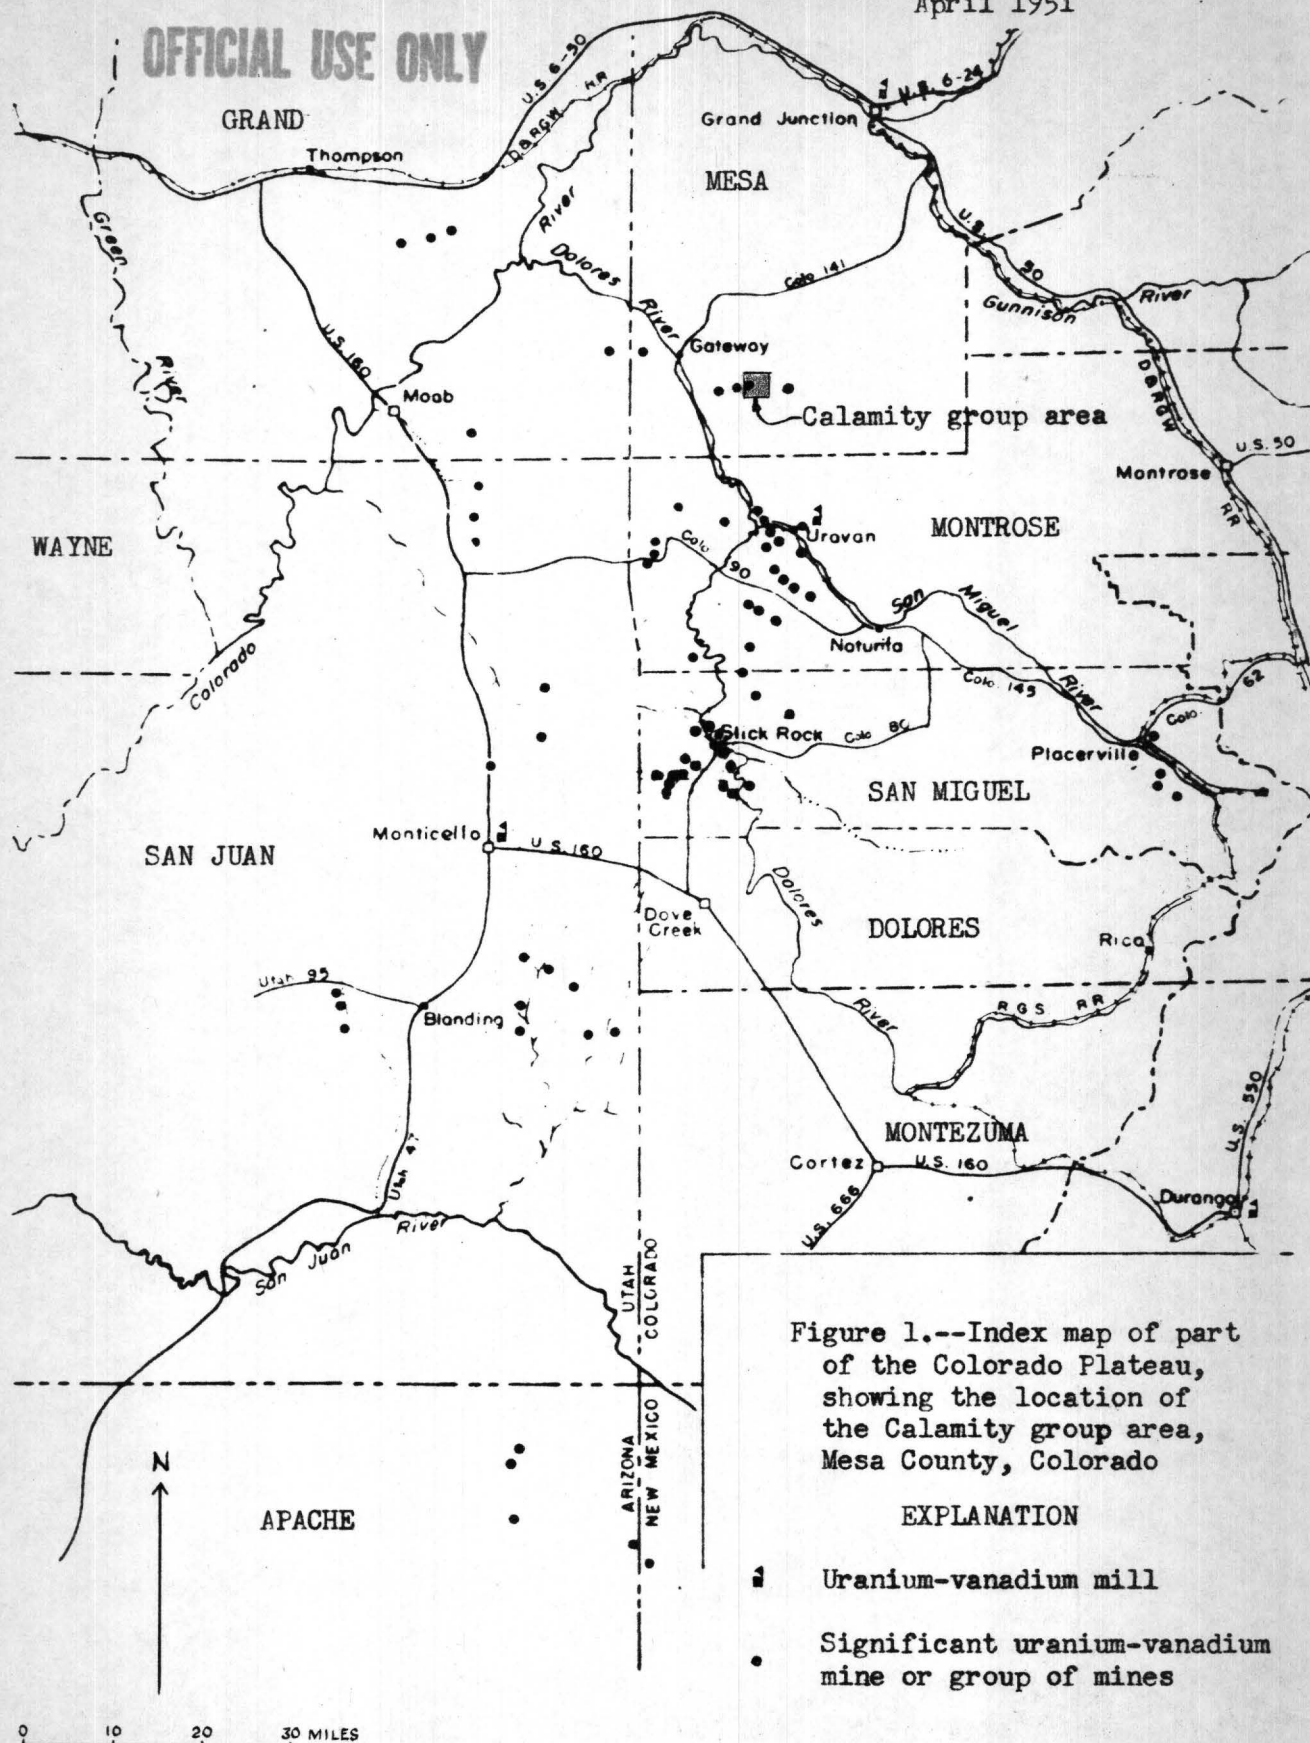 April 1951
OFFICIAL USE ONLY
U.S. 6-50
D&RGW RR
U.S. 6-24
GRAND
Grand Junction
Thompson
MESA
Green
River
River
Dolores
River
U.S. 50
Colo 141
Gunnison
River
U.S. 160
Gateway
Moab
Calamity group area
D&RGW
RR
U.S. 50
Montrose
WAYNE
Uravan
MONTROSE
Colo 90
San Miguel
River
Naturita
Colo. 145
Colorado
Colo. 62
Slick Rock
Colo 80
Placerville
SAN MIGUEL
Monticello
U.S. 160
SAN JUAN
Dolores
River
Dove
Creek
DOLORES
Rico
Utah 95
Blanding
R G S RR
U.S. 550
MONTEZUMA
Cortez
U.S. 160
Utah 47
U.S. 666
Durango
San Juan River
UTAH
COLORADO
Figure 1.--Index map of part
of the Colorado Plateau,
showing the location of
the Calamity group area,
Mesa County, Colorado
ARIZONA
NEW MEXICO
N
APACHE
EXPLANATION
Uranium-vanadium mill
Significant uranium-vanadium
mine or group of mines
0 10 20 30 MILES